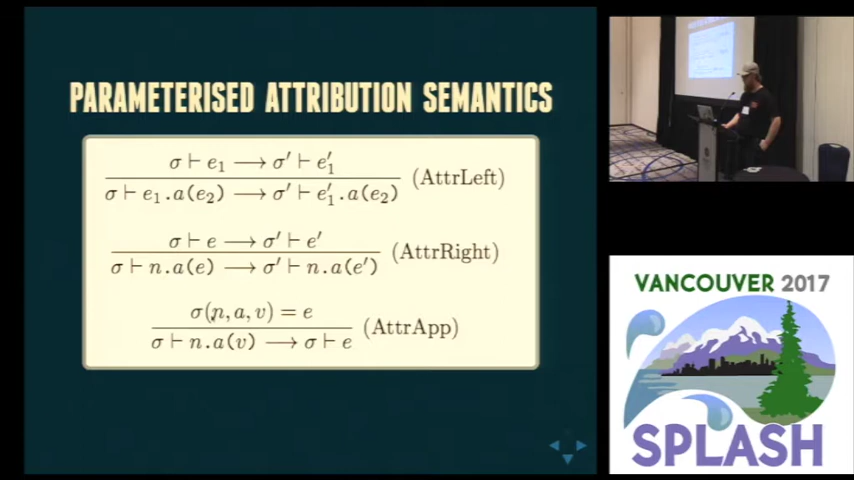 PARAMETERISED ATTRIBUTION SEMANTICS
σ ⊢ e₁ ⟶ σ′ ⊢ e₁′
σ ⊢ e₁.a(e₂) ⟶ σ′ ⊢ e₁′.a(e₂) (AttrLeft)
σ ⊢ e ⟶ σ′ ⊢ e′
σ ⊢ n.a(e) ⟶ σ′ ⊢ n.a(e′) (AttrRight)
σ(n, a, v) = e
σ ⊢ n.a(v) ⟶ σ ⊢ e (AttrApp)
VANCOUVER 2017
SPLASH